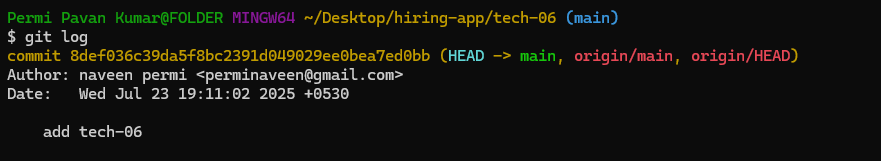 Permi Pavan Kumar@FOLDER MINGW64 ~/Desktop/hiring-app/tech-06 (main)
$ git log
commit 8def036c39da5f8bc2391d049029ee0bea7ed0bb (HEAD -> main, origin/main, origin/HEAD)
Author: naveen permi <perminaveen@gmail.com>
Date:   Wed Jul 23 19:11:02 2025 +0530
    add tech-06